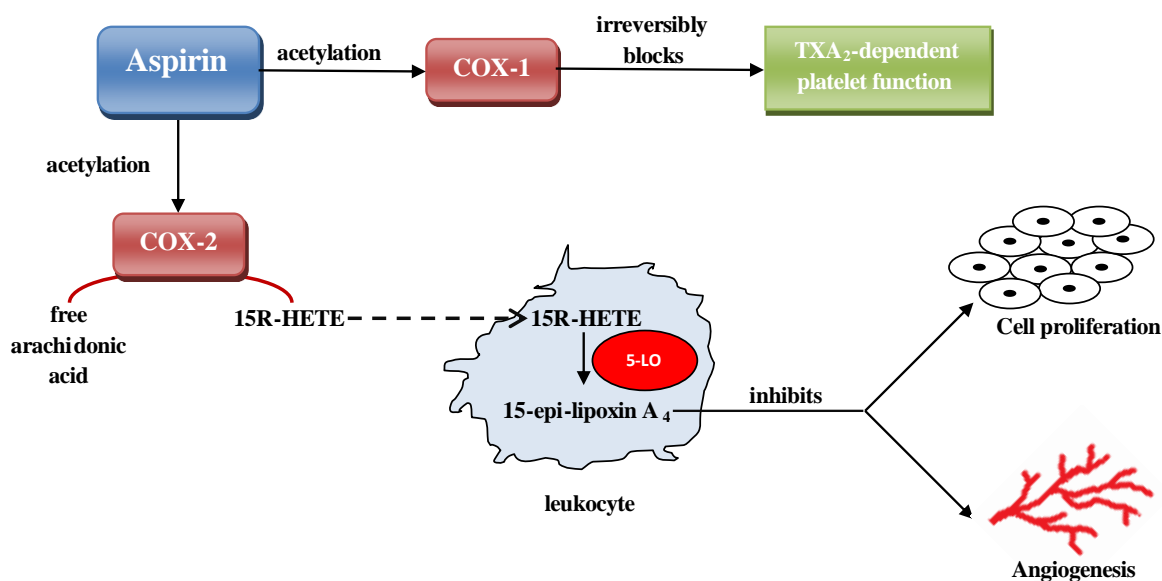 Aspirin
acetylation
COX-1
irreversibly
blocks
TXA₂-dependent
platelet function
acetylation
COX-2
free
arachidonic
acid
15R-HETE
15R-HETE
5-LO
15-epi-lipoxin A₄
leukocyte
inhibits
Cell proliferation
Angiogenesis